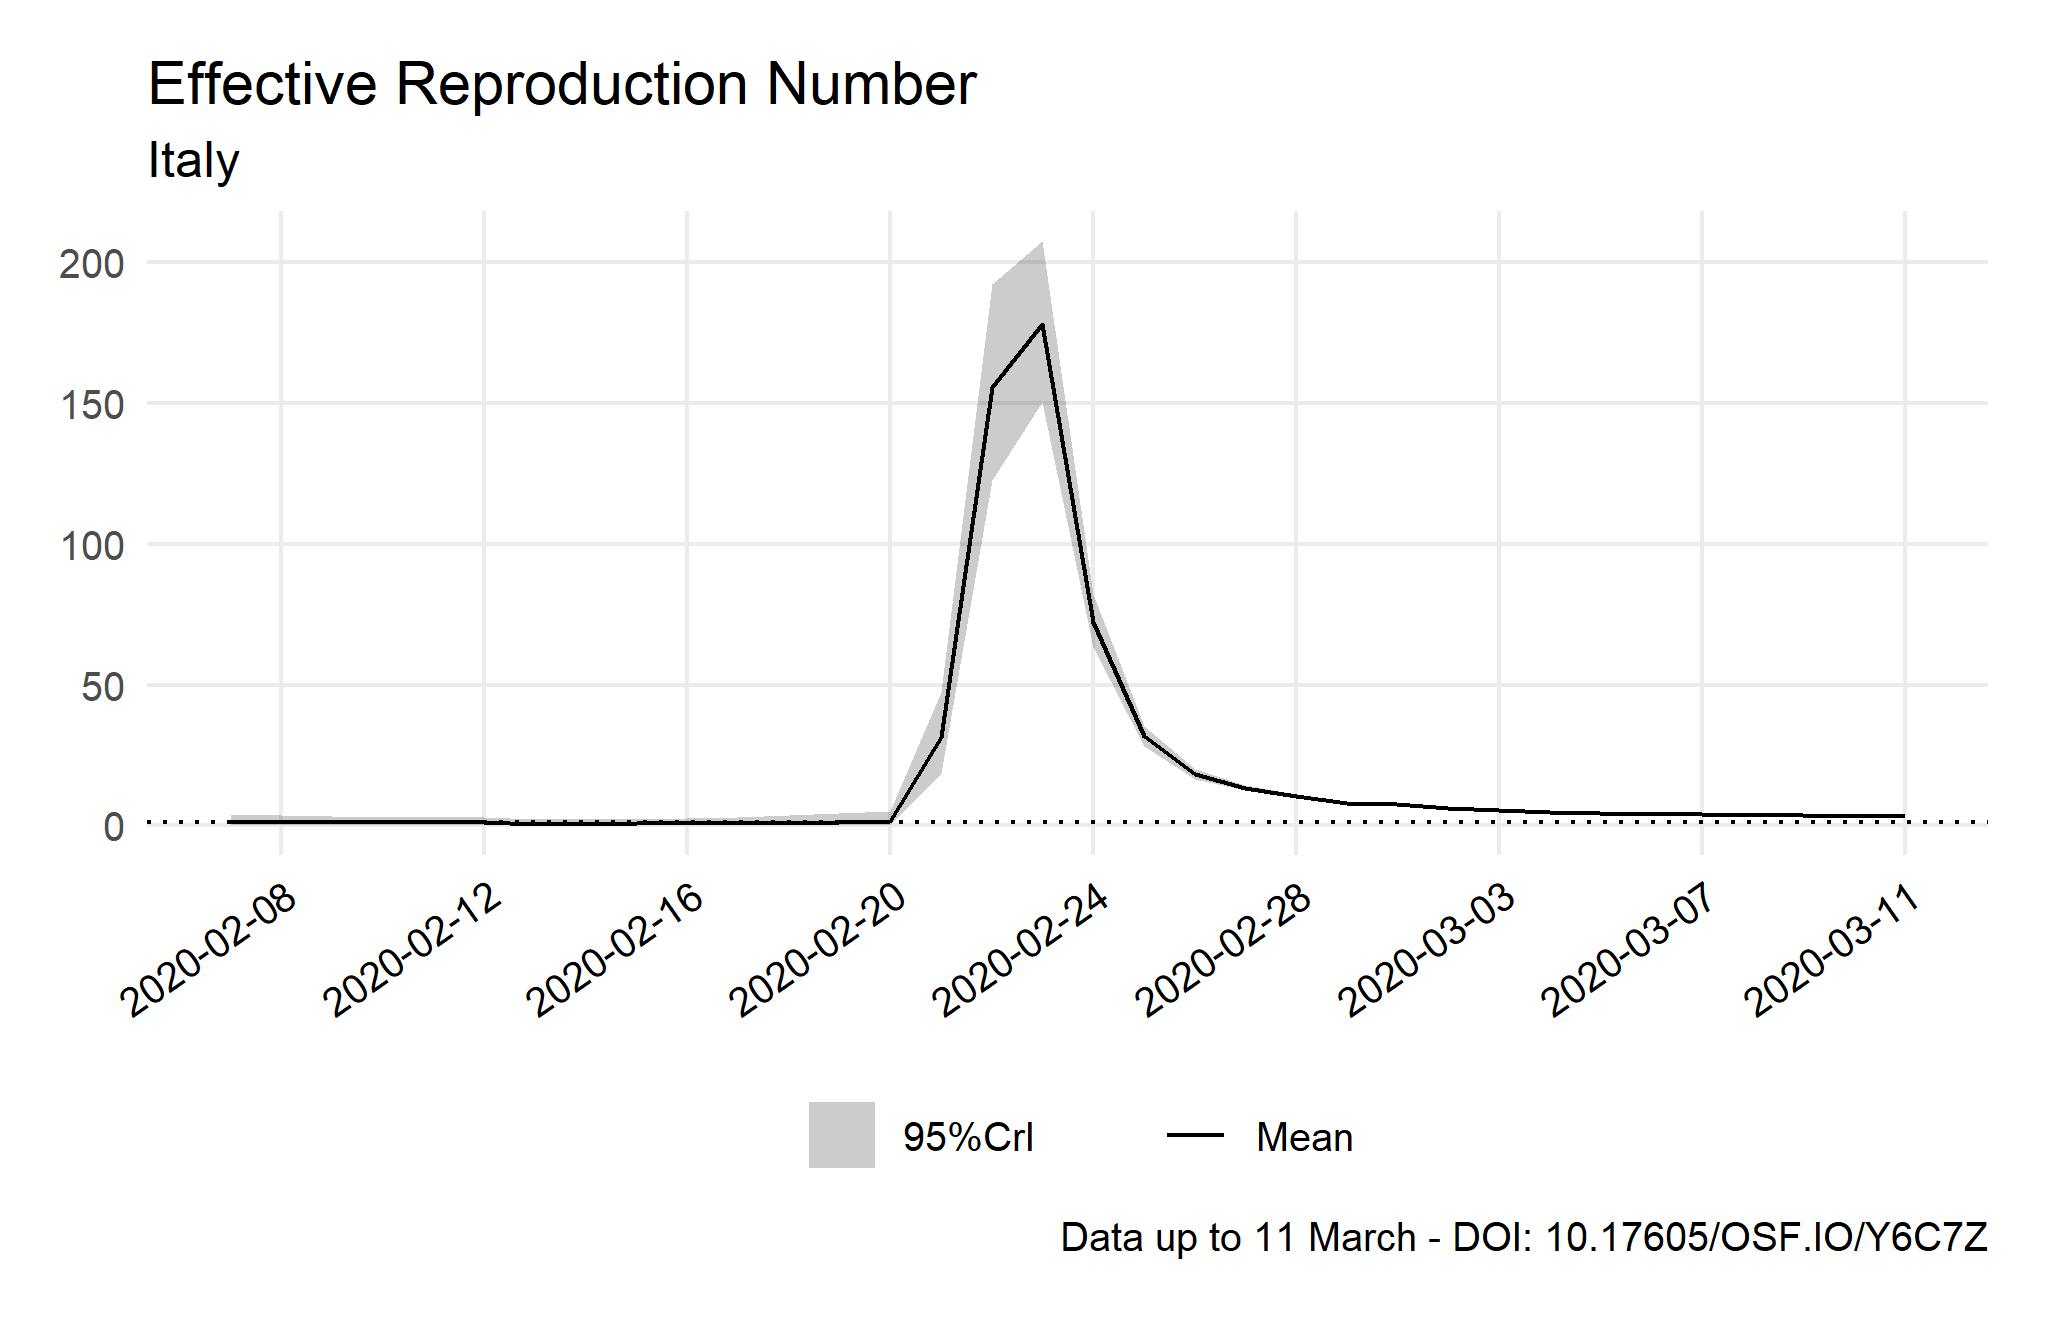 Effective Reproduction Number
Italy
200
150
100
50
0
2020-02-08
2020-02-12
2020-02-16
2020-02-20
2020-02-24
2020-02-28
2020-03-03
2020-03-07
2020-03-11
95%CrI
Mean
Data up to 11 March - DOI: 10.17605/OSF.IO/Y6C7Z